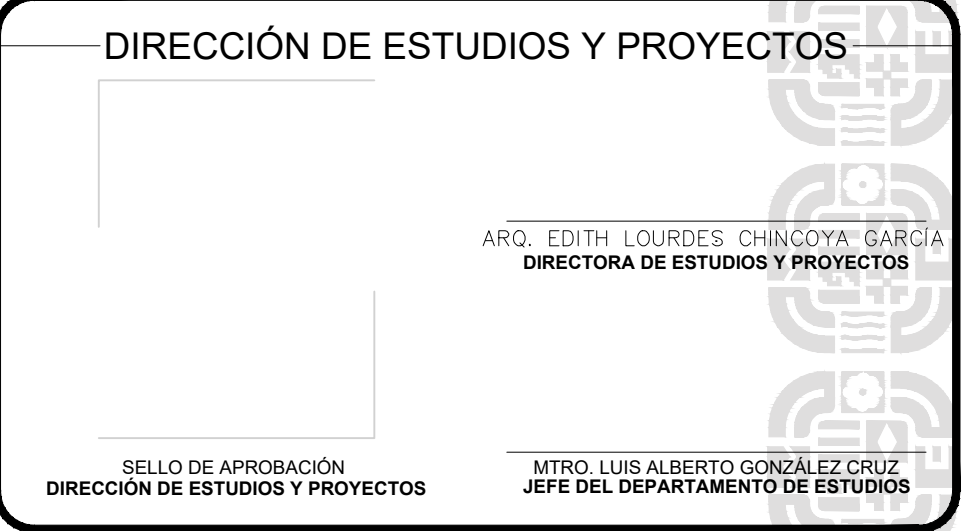 DIRECCIÓN DE ESTUDIOS Y PROYECTOS
ARQ. EDITH LOURDES CHINCOYA GARCÍA
DIRECTORA DE ESTUDIOS Y PROYECTOS
SELLO DE APROBACIÓN
DIRECCIÓN DE ESTUDIOS Y PROYECTOS
MTRO. LUIS ALBERTO GONZÁLEZ CRUZ
JEFE DEL DEPARTAMENTO DE ESTUDIOS